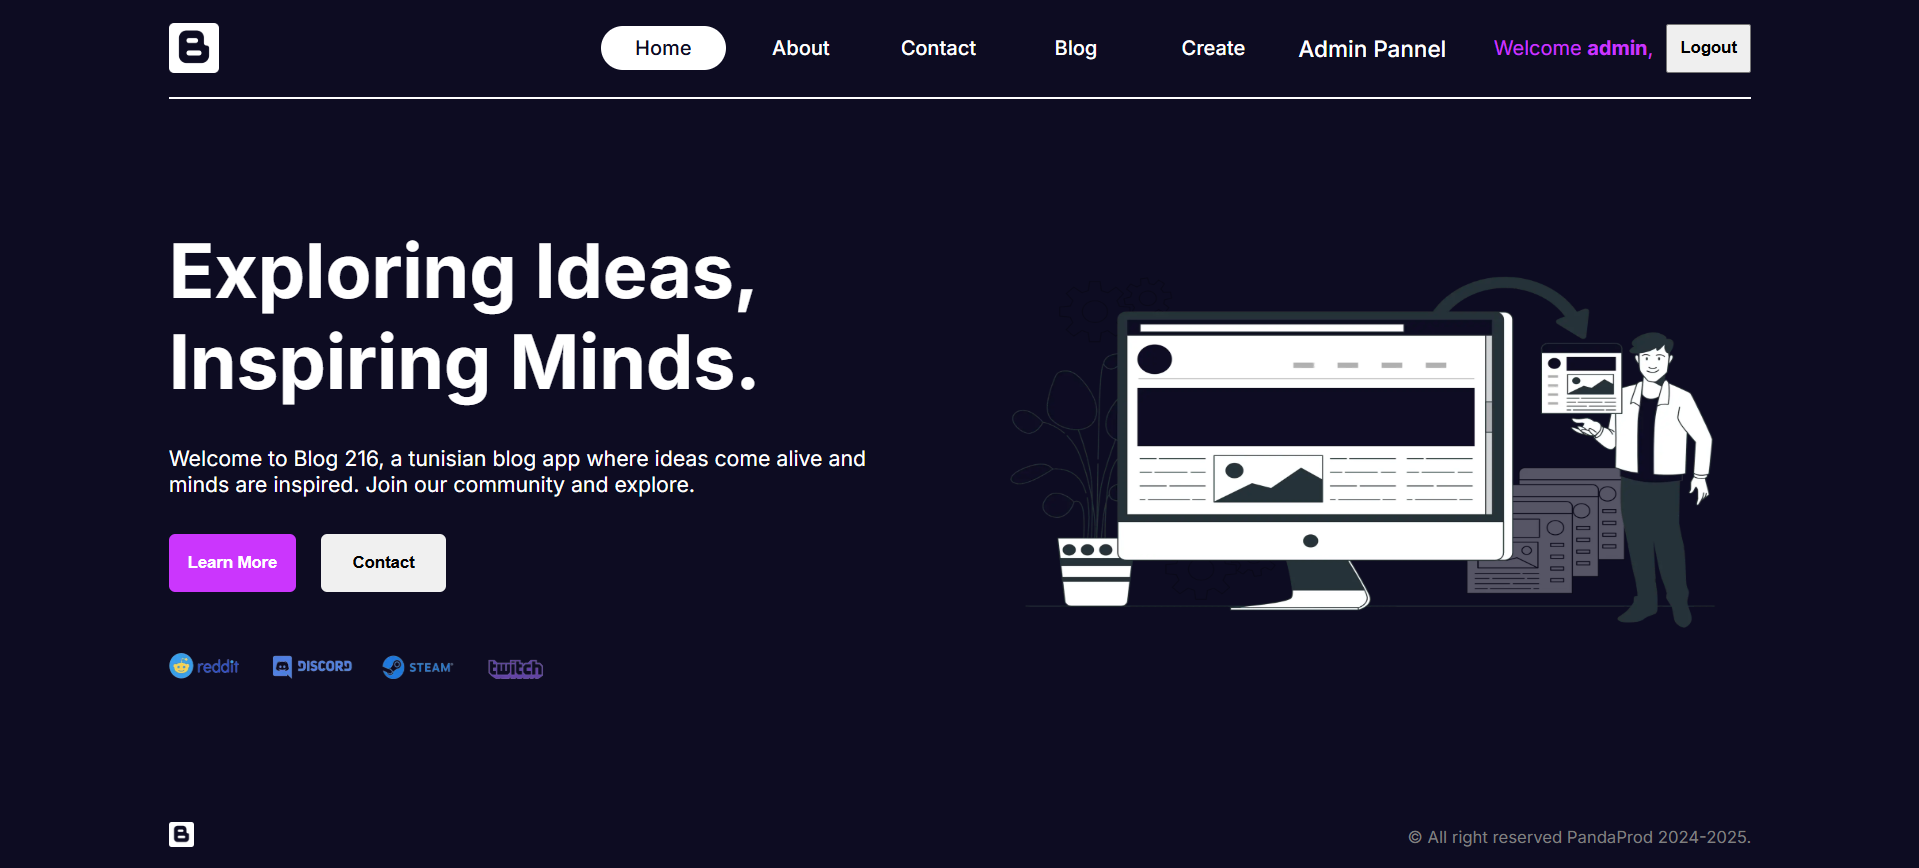 Home
About
Contact
Blog
Create
Admin Pannel
Welcome admin,
Logout
Exploring Ideas,
Inspiring Minds.
Welcome to Blog 216, a tunisian blog app where ideas come alive and
minds are inspired. Join our community and explore.
Learn More
Contact
reddit
DISCORD
STEAM
twitch
© All right reserved PandaProd 2024-2025.